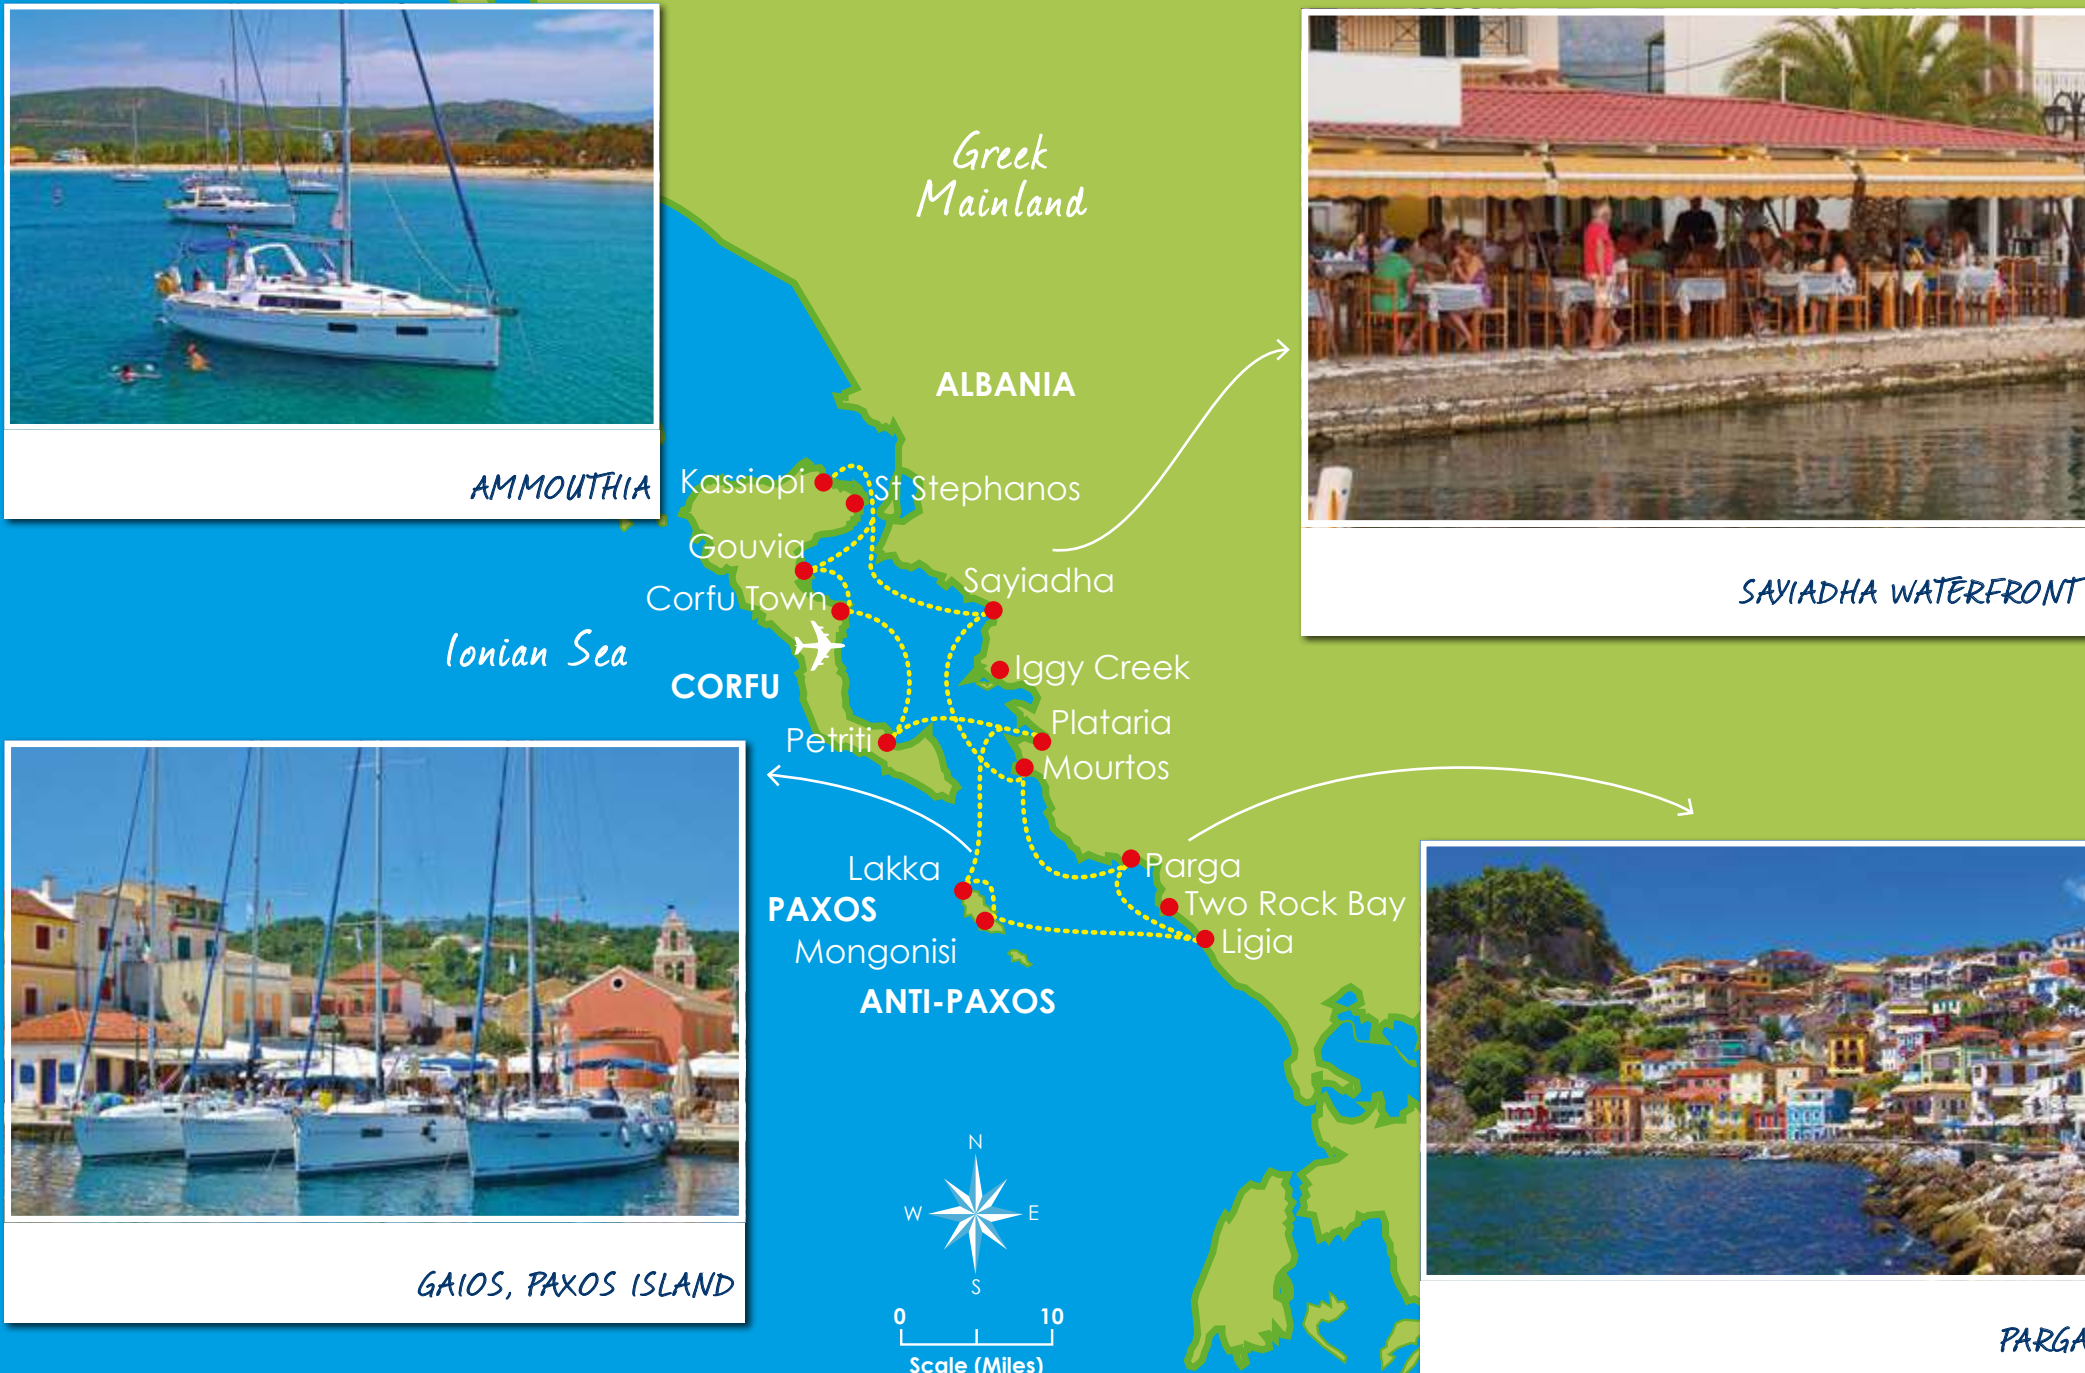 AMMOUTHIA
Greek
Mainland
ALBANIA
Kassiopi
St Stephanos
Gouvia
Sayiadha
SAYIADHA WATERFRONT
Corfu Town
Ionian Sea
Iggy Creek
CORFU
Plataria
Petriti
Mourtos
Lakka
Parga
PAXOS
Two Rock Bay
Mongonisi
Ligia
ANTI-PAXOS
N
W
E
S
GAIOS, PAXOS ISLAND
0 10
Scale (Miles)
PARGA